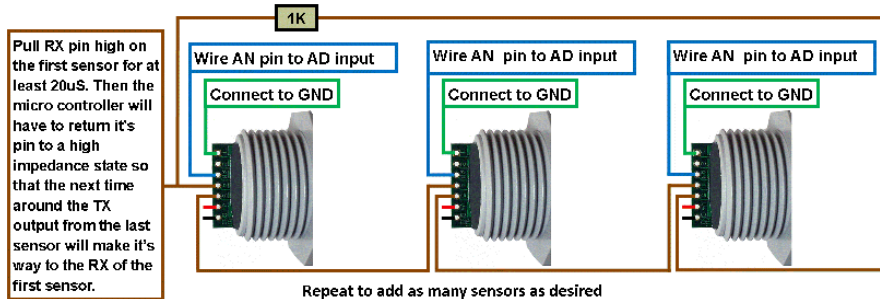 1K
Pull RX pin high on
the first sensor for at
least 20uS. Then the
micro controller will
have to return it's
pin to a high
impedance state so
that the next time
around the TX
output from the last
sensor will make it's
way to the RX of the
first sensor.
Wire AN pin to AD input
Connect to GND
Wire AN pin to AD input
Connect to GND
Wire AN pin to AD input
Connect to GND
Repeat to add as many sensors as desired